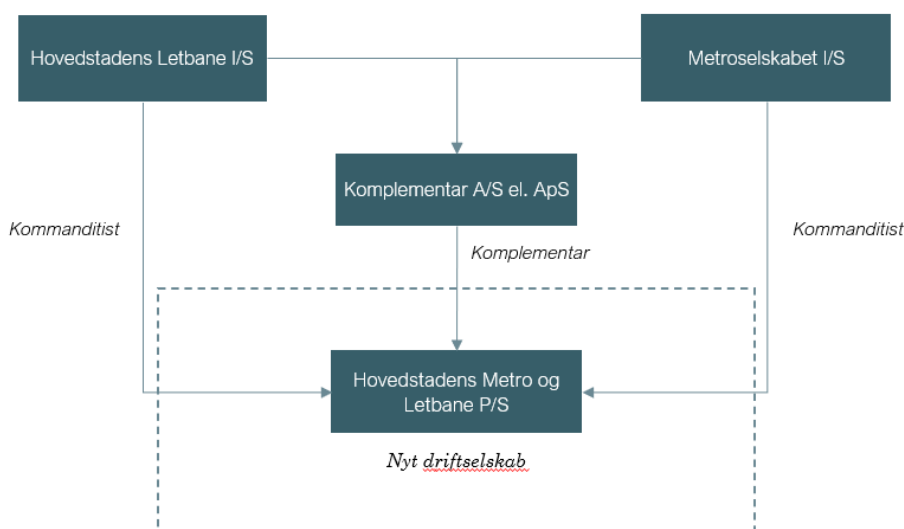 Hovedstadens Letbane I/S
Metroselskabet I/S
Komplementar A/S el. ApS
Kommanditist
Kommanditist
Komplementar
Hovedstadens Metro og
Letbane P/S
Nyt driftselskab